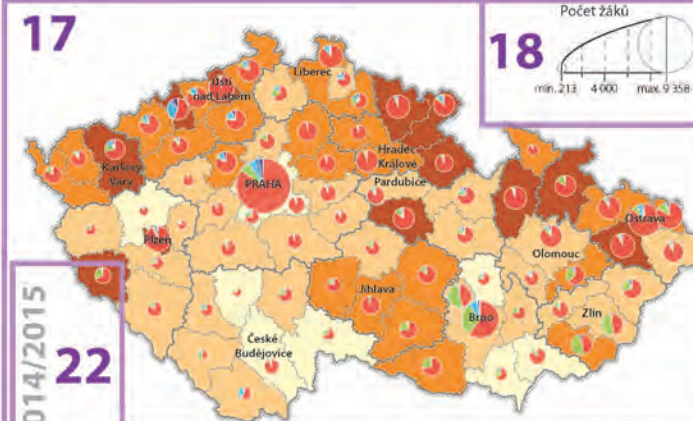 17
Počet žáků
18
min. 213 4 000 max. 9 358
Liberec
Ústí
nad Labem
Karlovy
Vary
Hradec
Králové
PRAHA
Pardubice
Plzeň
Ostrava
Olomouc
Jihlava
Brno
Zlín
České
Budějovice
22
014/2015